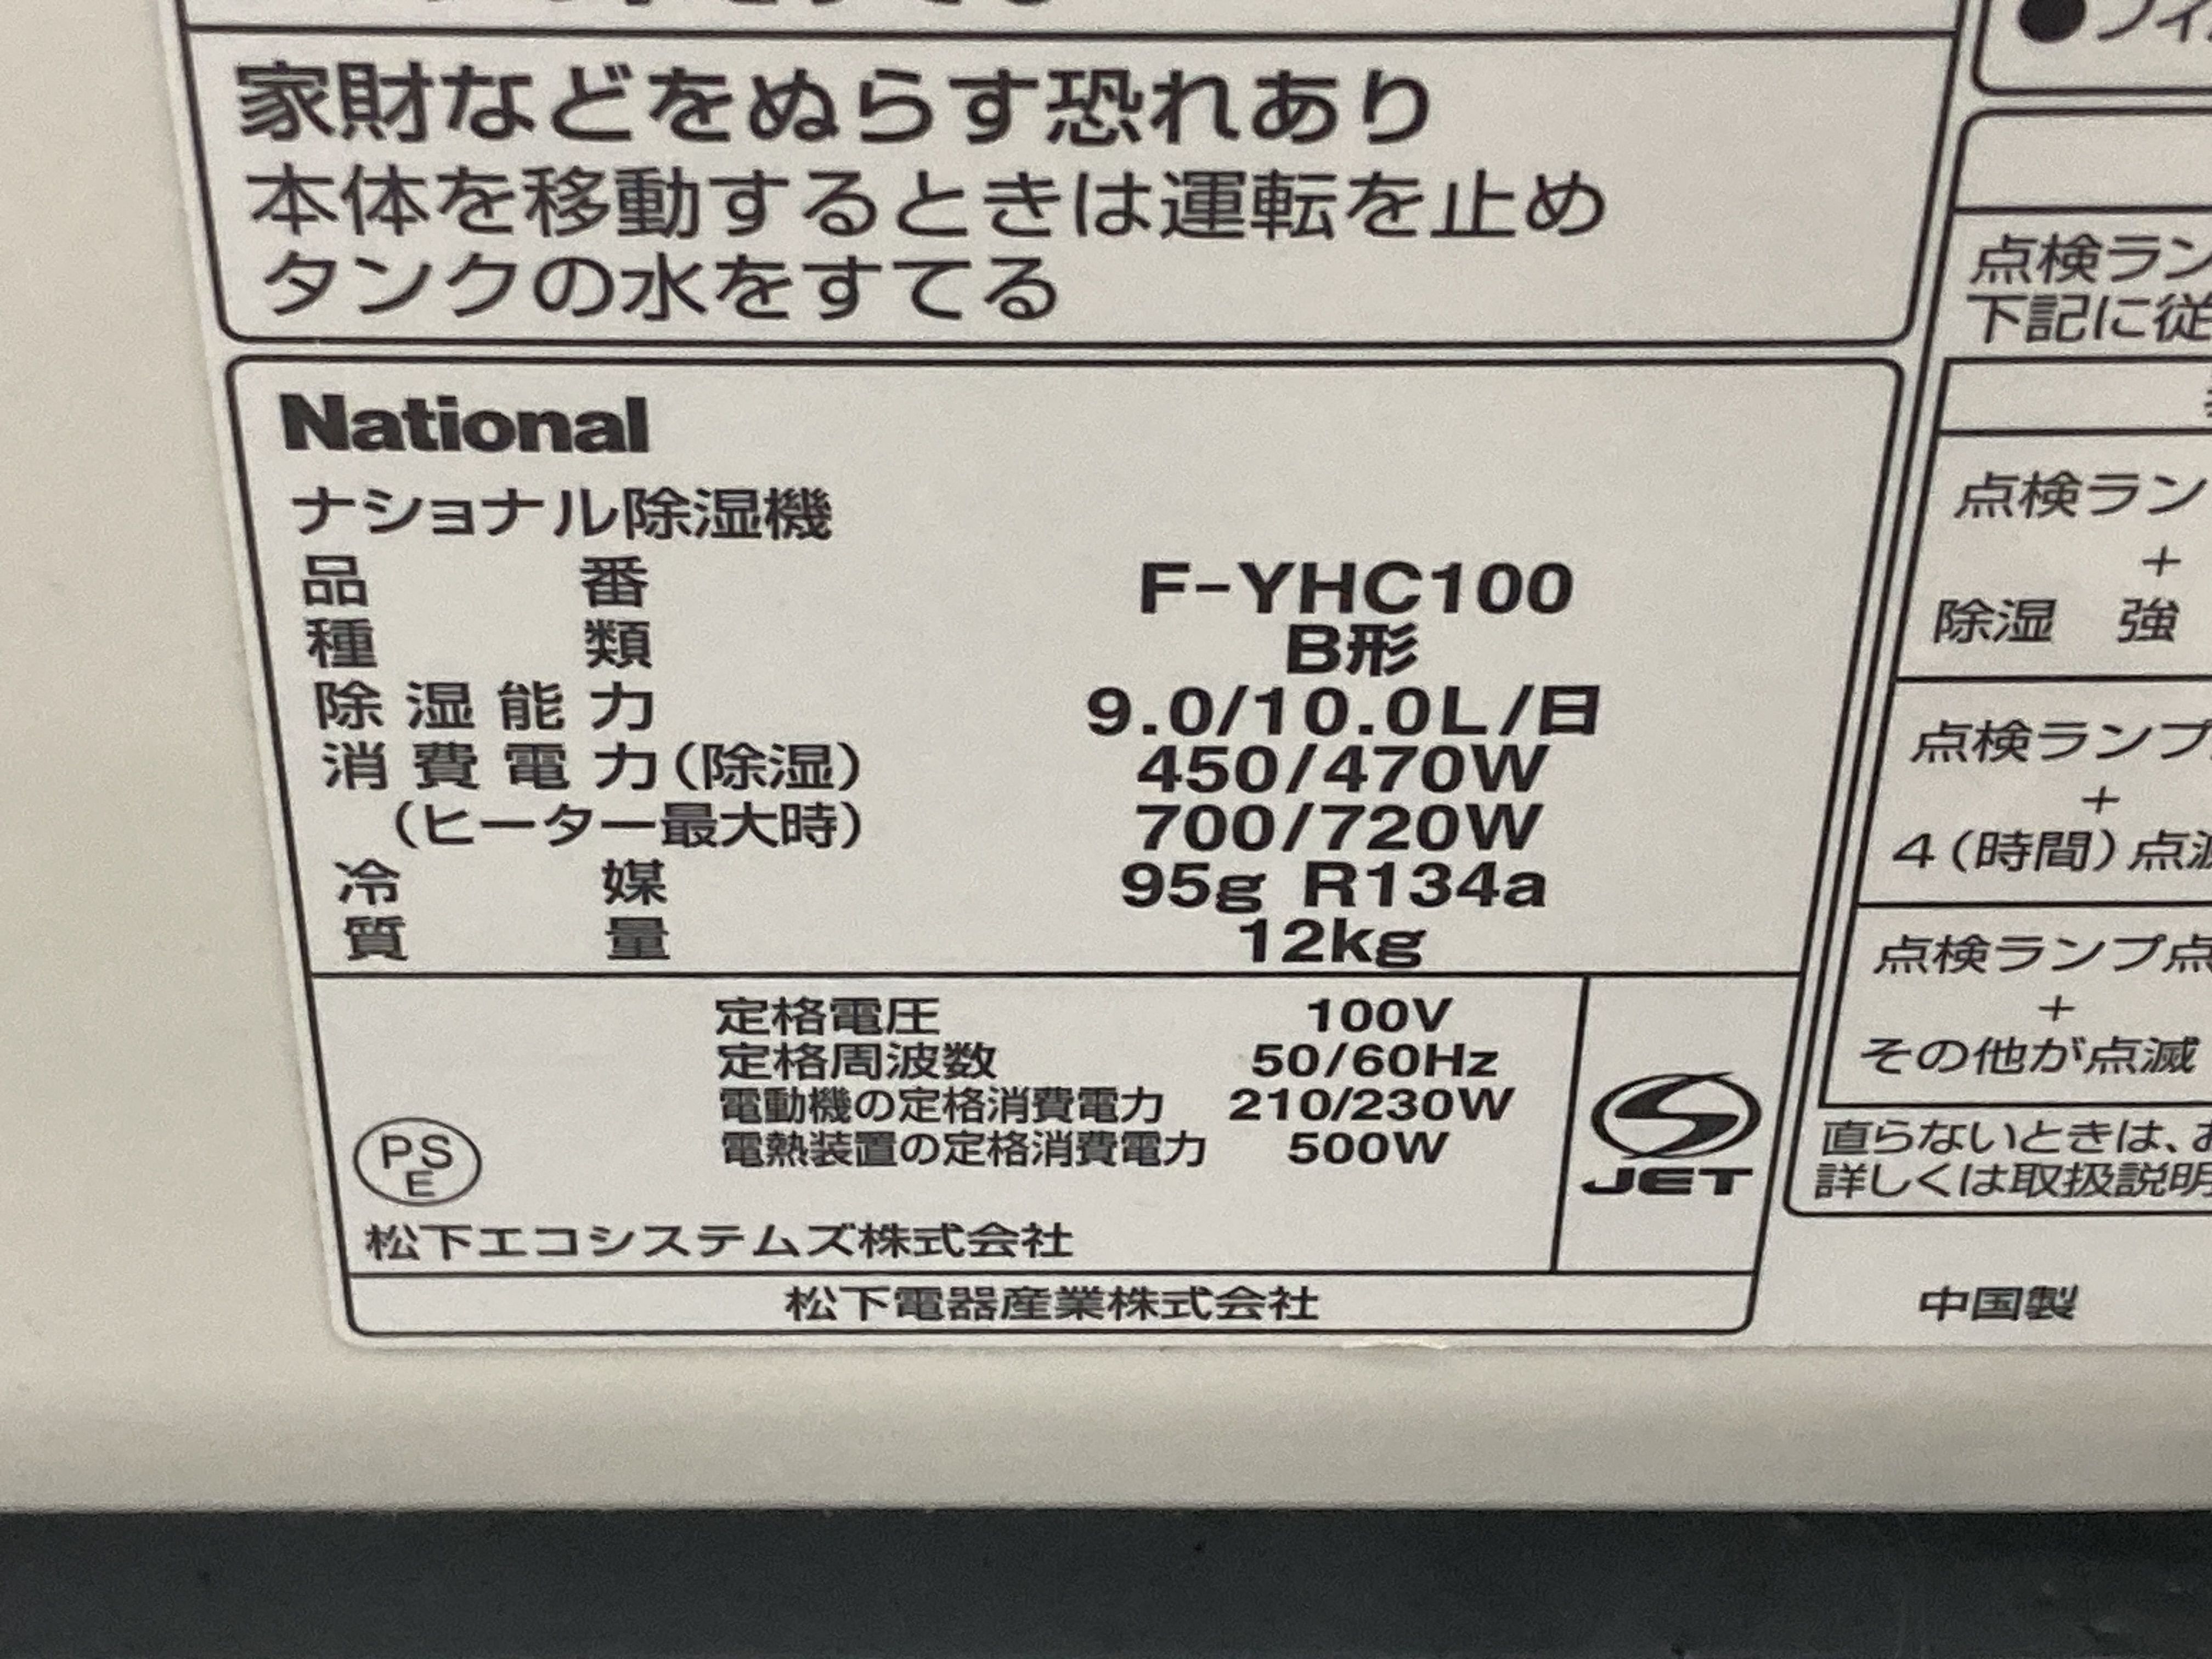 家財などをぬらす恐れあり
本体を移動するときは運転を止め
タンクの水をすてる
National
ナショナル除湿機
品番 F-YHC100
種類 B形
除湿能力 9.0/10.0L/日
消費電力(除湿) 450/470W
(ヒーター最大時) 700/720W
冷媒 95g R134a
質量 12kg
定格電圧 100V
定格周波数 50/60Hz
電動機の定格消費電力 210/230W
電熱装置の定格消費電力 500W
PSE
JET
松下エコシステムズ株式会社
松下電器産業株式会社
点検ラン
下記に従
点検ラン
+
除湿 強
点検ランプ
+
4(時間)点滅
点検ランプ点
+
その他が点滅
直らないときは、お
詳しくは取扱説明
中国製